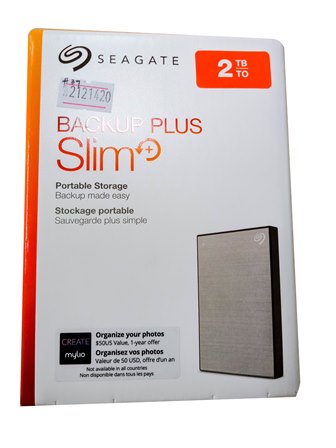 SEAGATE
2 TB
TO
#37
2121420
BACKUP PLUS
Slim
Portable Storage
Backup made easy
Stockage portable
Sauvegarde plus simple
CREATE
mylio
Organize your photos
$50US Value, 1-year offer
Organisez vos photos
Valeur de 50 USD, offre d'un an
Not available in all countries
Non disponible dans tous les pays